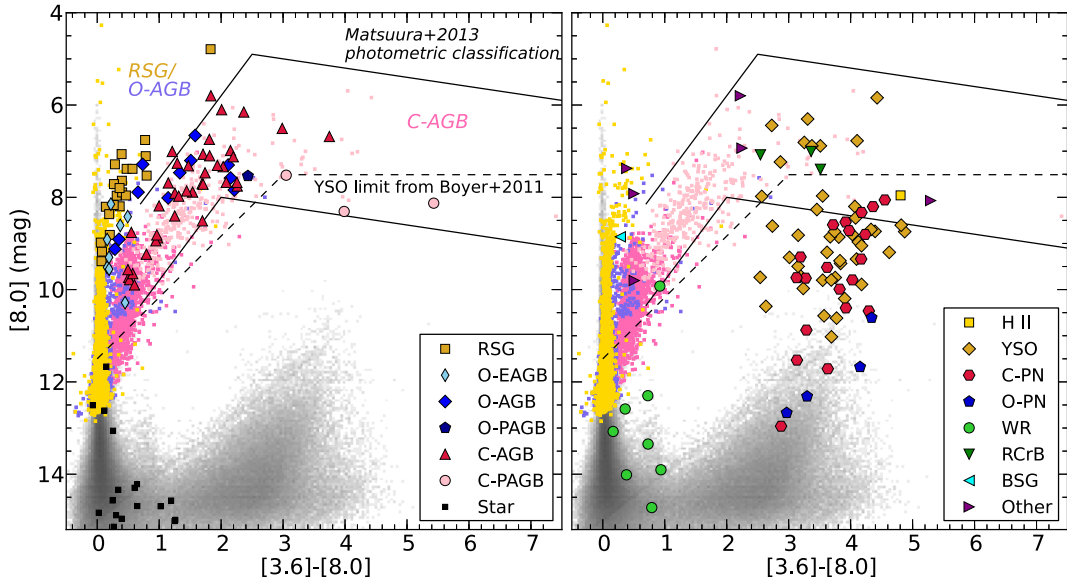 Matsuura+2013
photometric classification
RSG/
O-AGB
C-AGB
YSO limit from Boyer+2011
[8.0] (mag)
4
6
8
10
12
14
RSG
O-EAGB
O-AGB
O-PAGB
C-AGB
C-PAGB
Star
0 1 2 3 4 5 6 7
[3.6]-[8.0]
H II
YSO
C-PN
O-PN
WR
RCrB
BSG
Other
0 1 2 3 4 5 6 7
[3.6]-[8.0]